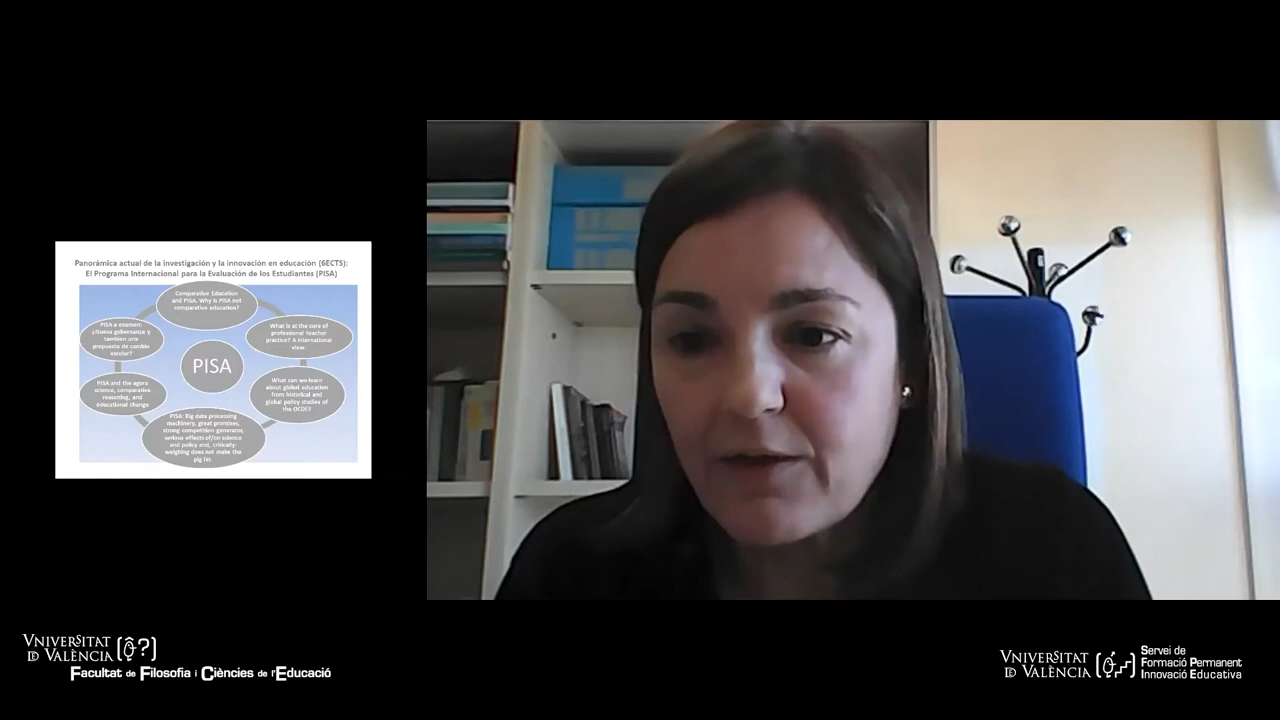 Panorámica actual de la investigación y la innovación en educación (6ECTS):
El Programa Internacional para la Evaluación de los Estudiantes (PISA)
Comparative Education
and PISA. Why is PISA not
comparative education?
What is at the core of
professional teacher
practice? A international
view.
What can we learn
about global education
from historical and
global policy studies of
the OCDE?
PISA: Big data processing
machinery, great promises,
strong competition generator,
serious effects of/on science
and policy and, critically:
weighing does not make the
pig fat.
PISA and the agora
science, comparative
reasoning, and
educational change
PISA a examen:
¿Nueva gobernanza y
también una
propuesta de cambio
escolar?
PISA
VNIVERSITAT
ID VALÈNCIA
Facultat de Filosofia i Ciències de l'Educació
VNIVERSITAT
ID VALÈNCIA
Servei de
Formació Permanent
Innovació Educativa